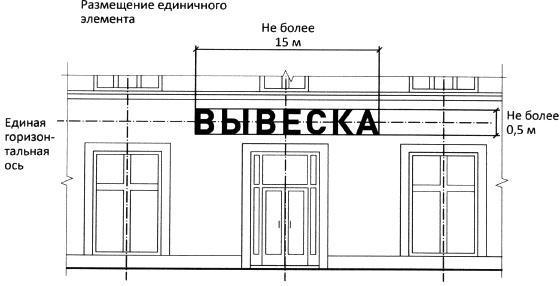 Размещение единичного
элемента
Не более
15 м
Единая
горизон-
тальная
ось
ВЫВЕСКА
Не более
0,5 м